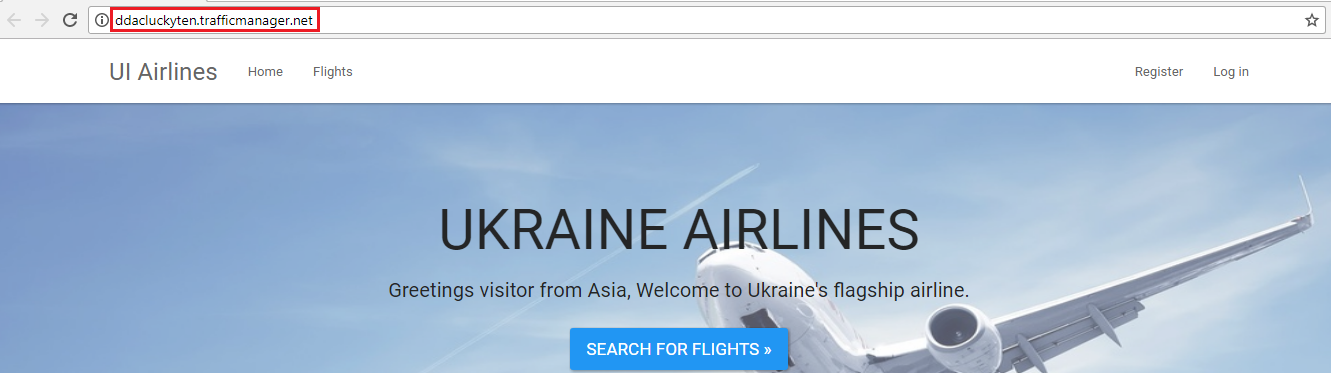 ddacluckyten.trafficmanager.net
UI Airlines Home Flights Register Log in
UKRAINE AIRLINES
Greetings visitor from Asia, Welcome to Ukraine's flagship airline.
SEARCH FOR FLIGHTS »